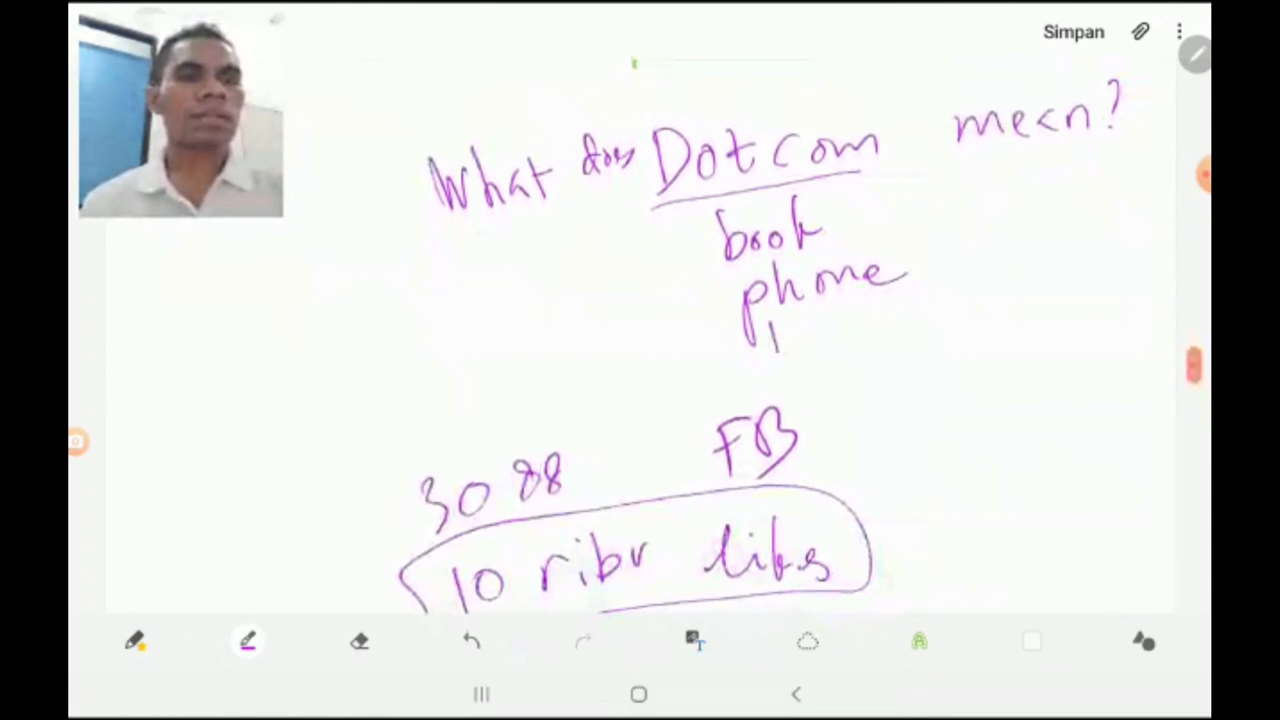 Simpan
What does Dotcom mean?
book
phone
FB
3088
10 ribu likes